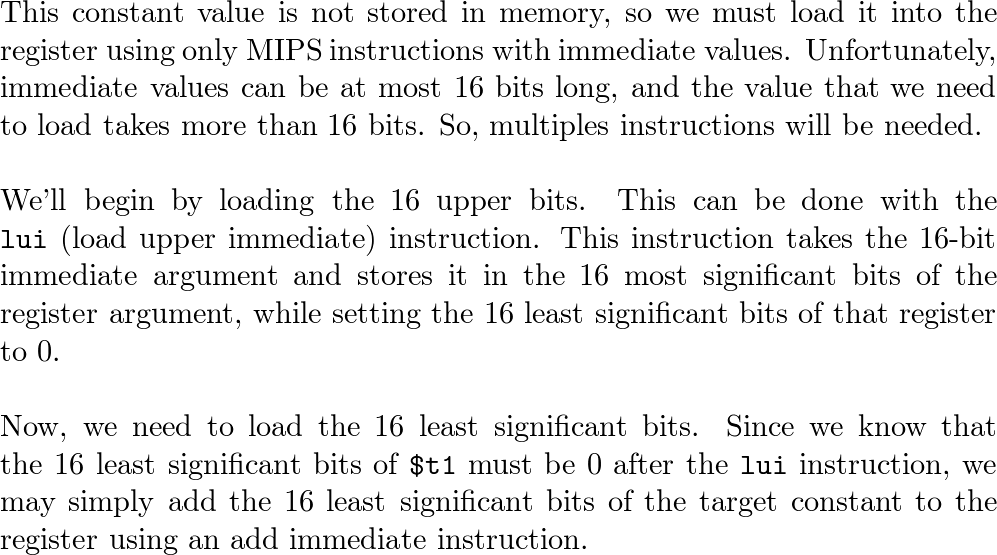 This constant value is not stored in memory, so we must load it into the
register using only MIPS instructions with immediate values. Unfortunately,
immediate values can be at most 16 bits long, and the value that we need
to load takes more than 16 bits. So, multiples instructions will be needed.
We'll begin by loading the 16 upper bits. This can be done with the
lui (load upper immediate) instruction. This instruction takes the 16-bit
immediate argument and stores it in the 16 most significant bits of the
register argument, while setting the 16 least significant bits of that register
to 0.
Now, we need to load the 16 least significant bits. Since we know that
the 16 least significant bits of $t1 must be 0 after the lui instruction, we
may simply add the 16 least significant bits of the target constant to the
register using an add immediate instruction.